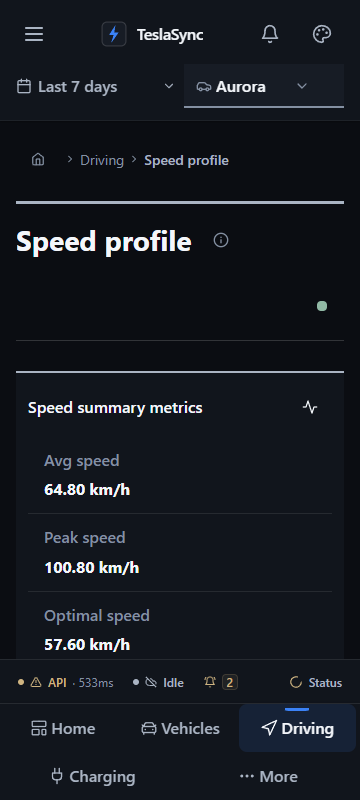 TeslaSync
Last 7 days
Aurora
Driving
Speed profile
Speed profile
Speed summary metrics
Avg speed
64.80 km/h
Peak speed
100.80 km/h
Optimal speed
57.60 km/h
API · 533ms
Idle
2
Status
Home
Vehicles
Driving
Charging
More